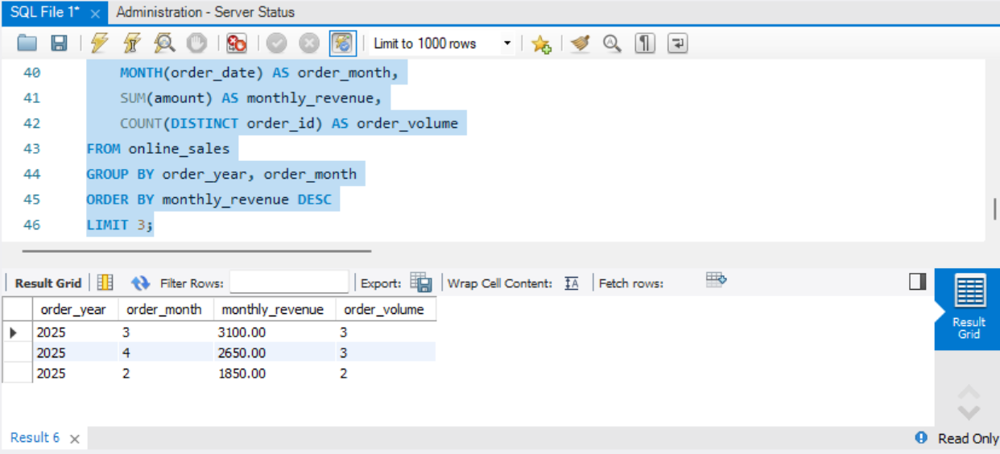 SQL File 1* × Administration - Server Status
Limit to 1000 rows
40 MONTH(order_date) AS order_month,
41 SUM(amount) AS monthly_revenue,
42 COUNT(DISTINCT order_id) AS order_volume
43 FROM online_sales
44 GROUP BY order_year, order_month
45 ORDER BY monthly_revenue DESC
46 LIMIT 3;
Result Grid Filter Rows: Export: Wrap Cell Content: IA Fetch rows:
order_year order_month monthly_revenue order_volume
2025 3 3100.00 3
2025 4 2650.00 3
2025 2 1850.00 2
Result
Grid
Result 6 × Read Only